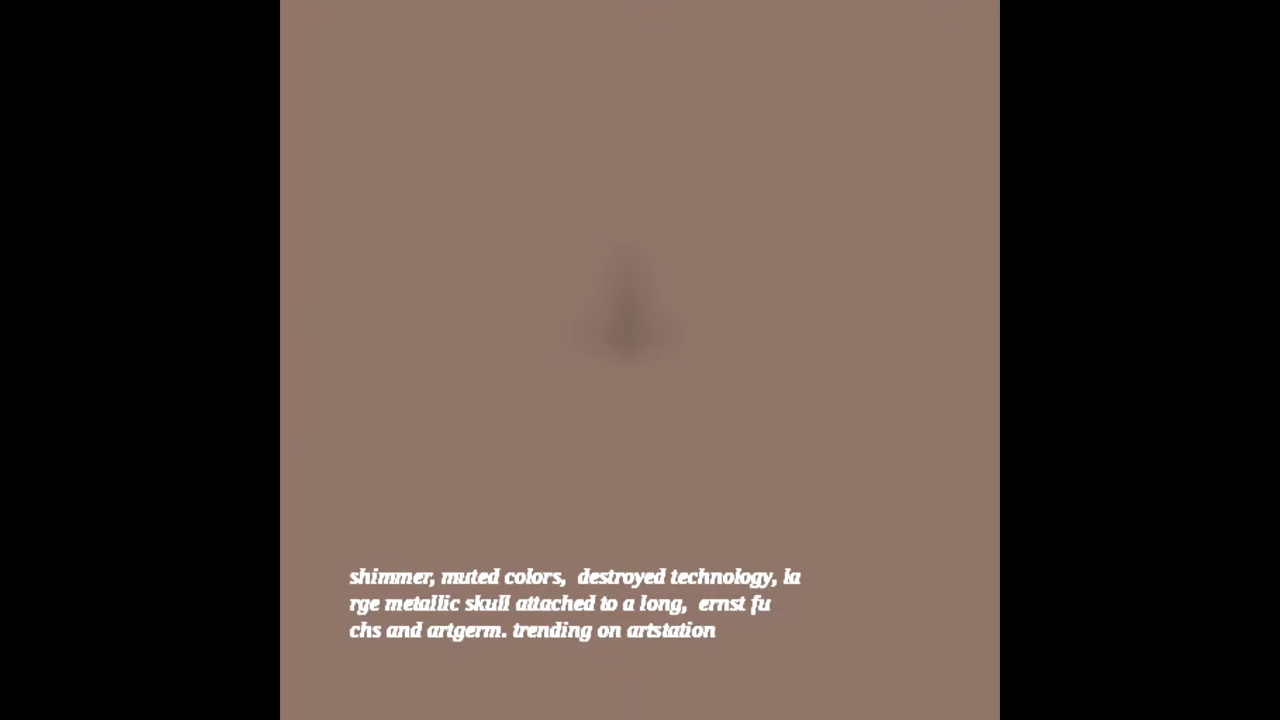 shimmer, muted colors,  destroyed technology, la
rge metallic skull attached to a long,  ernst fu
chs and artgerm. trending on artstation